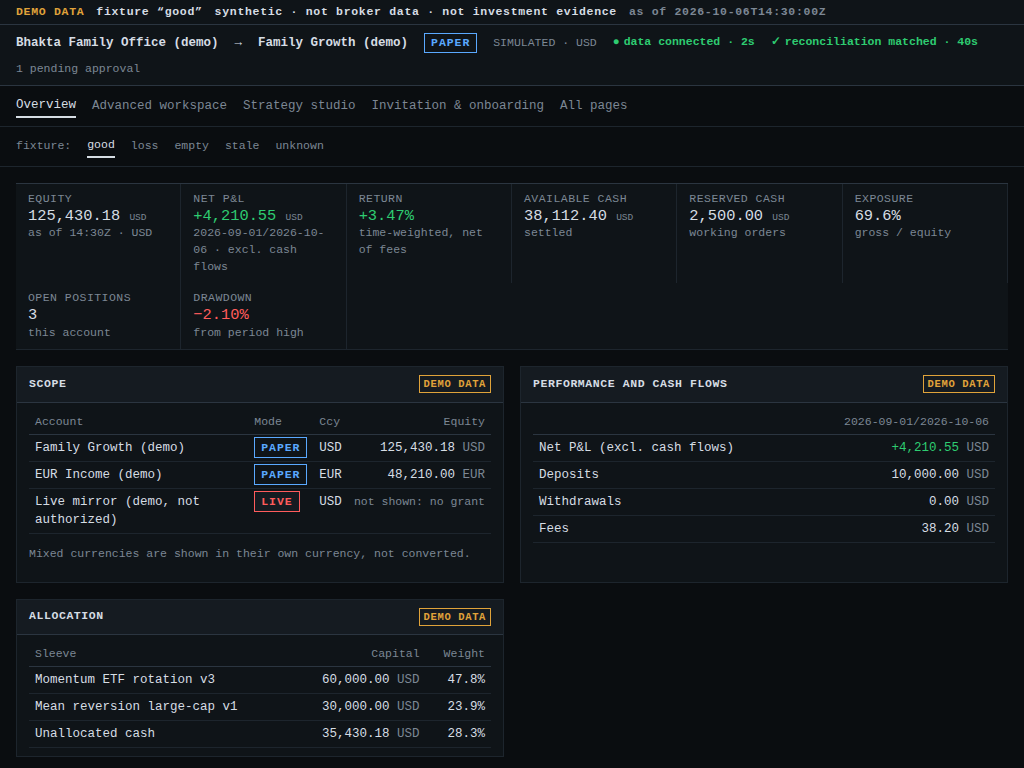 DEMO DATA fixture “good” synthetic · not broker data · not investment evidence as of 2026-10-06T14:30:00Z
Bhakta Family Office (demo) → Family Growth (demo) PAPER SIMULATED · USD ● data connected · 2s ✓ reconciliation matched · 40s
1 pending approval
Overview Advanced workspace Strategy studio Invitation & onboarding All pages
fixture: good loss empty stale unknown
EQUITY
125,430.18 USD
as of 14:30Z · USD
NET P&L
+4,210.55 USD
2026-09-01/2026-10-
06 · excl. cash
flows
RETURN
+3.47%
time-weighted, net
of fees
AVAILABLE CASH
38,112.40 USD
settled
RESERVED CASH
2,500.00 USD
working orders
EXPOSURE
69.6%
gross / equity
OPEN POSITIONS
3
this account
DRAWDOWN
−2.10%
from period high
SCOPE DEMO DATA
Account Mode Ccy Equity
Family Growth (demo) PAPER USD 125,430.18 USD
EUR Income (demo) PAPER EUR 48,210.00 EUR
Live mirror (demo, not LIVE USD not shown: no grant
authorized)
Mixed currencies are shown in their own currency, not converted.
PERFORMANCE AND CASH FLOWS DEMO DATA
2026-09-01/2026-10-06
Net P&L (excl. cash flows) +4,210.55 USD
Deposits 10,000.00 USD
Withdrawals 0.00 USD
Fees 38.20 USD
ALLOCATION DEMO DATA
Sleeve Capital Weight
Momentum ETF rotation v3 60,000.00 USD 47.8%
Mean reversion large-cap v1 30,000.00 USD 23.9%
Unallocated cash 35,430.18 USD 28.3%